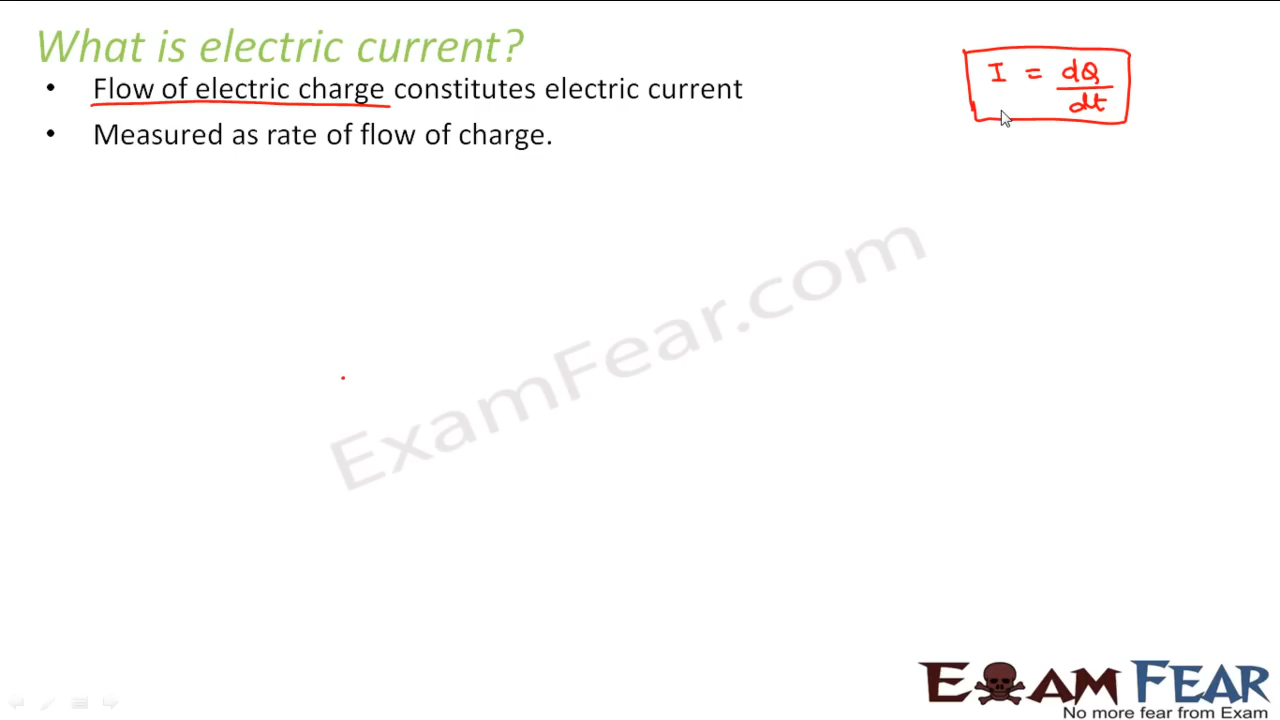 What is electric current?
• Flow of electric charge constitutes electric current
I = dQ/dt
• Measured as rate of flow of charge.
ExamFear.com
EXAM FEAR
No more fear from Exam